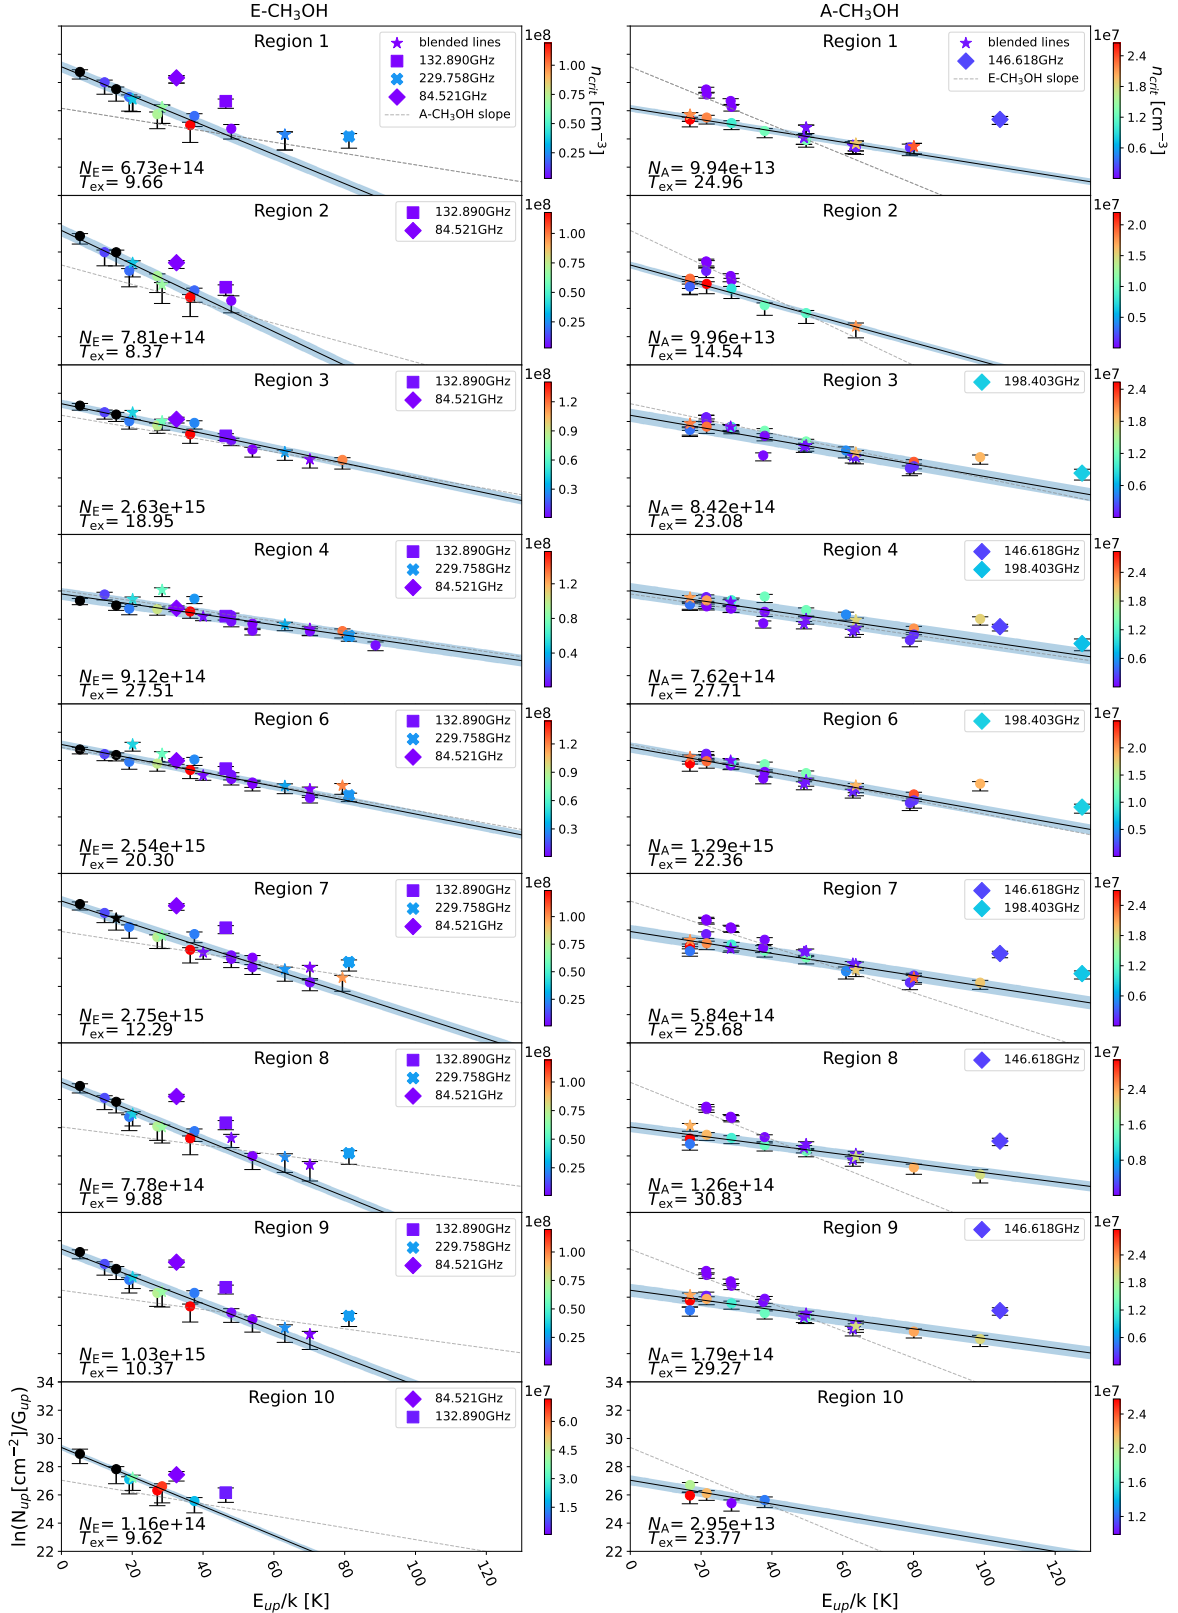 E-CH3OH
A-CH3OH
Region 1
blended lines
132.890GHz
229.758GHz
84.521GHz
A-CH3OH slope
NE= 6.73e+14
Tex= 9.66
1e8
1.00
0.75
0.50
0.25
ncrit [cm−3]
Region 1
blended lines
146.618GHz
E-CH3OH slope
NA= 9.94e+13
Tex= 24.96
1e7
2.4
1.8
1.2
0.6
ncrit [cm−3]
Region 2
132.890GHz
84.521GHz
NE= 7.81e+14
Tex= 8.37
1e8
1.00
0.75
0.50
0.25
Region 2
NA= 9.96e+13
Tex= 14.54
1e7
2.0
1.5
1.0
0.5
Region 3
132.890GHz
84.521GHz
NE= 2.63e+15
Tex= 18.95
1e8
1.2
0.9
0.6
0.3
Region 3
198.403GHz
NA= 8.42e+14
Tex= 23.08
1e7
2.4
1.8
1.2
0.6
Region 4
132.890GHz
229.758GHz
84.521GHz
NE= 9.12e+14
Tex= 27.51
1e8
1.2
0.8
0.4
Region 4
146.618GHz
198.403GHz
NA= 7.62e+14
Tex= 27.71
1e7
2.4
1.8
1.2
0.6
Region 6
132.890GHz
229.758GHz
84.521GHz
NE= 2.54e+15
Tex= 20.30
1e8
1.2
0.9
0.6
0.3
Region 6
198.403GHz
NA= 1.29e+15
Tex= 22.36
1e7
2.0
1.5
1.0
0.5
Region 7
132.890GHz
229.758GHz
84.521GHz
NE= 2.75e+15
Tex= 12.29
1e8
1.00
0.75
0.50
0.25
Region 7
146.618GHz
198.403GHz
NA= 5.84e+14
Tex= 25.68
1e7
2.4
1.8
1.2
0.6
Region 8
132.890GHz
229.758GHz
84.521GHz
NE= 7.78e+14
Tex= 9.88
1e8
1.00
0.75
0.50
0.25
Region 8
146.618GHz
NA= 1.26e+14
Tex= 30.83
1e7
2.4
1.6
0.8
Region 9
132.890GHz
229.758GHz
84.521GHz
NE= 1.03e+15
Tex= 10.37
1e8
1.00
0.75
0.50
0.25
Region 9
146.618GHz
NA= 1.79e+14
Tex= 29.27
1e7
2.4
1.8
1.2
0.6
Region 10
84.521GHz
132.890GHz
NE= 1.16e+14
Tex= 9.62
1e7
6.0
4.5
3.0
1.5
Region 10
NA= 2.95e+13
Tex= 23.77
1e7
2.4
2.0
1.6
1.2
ln(Nup[cm−2]/Gup)
34
32
30
28
26
24
22
0 20 40 60 80 100 120
0 20 40 60 80 100 120
Eup/k [K]
Eup/k [K]